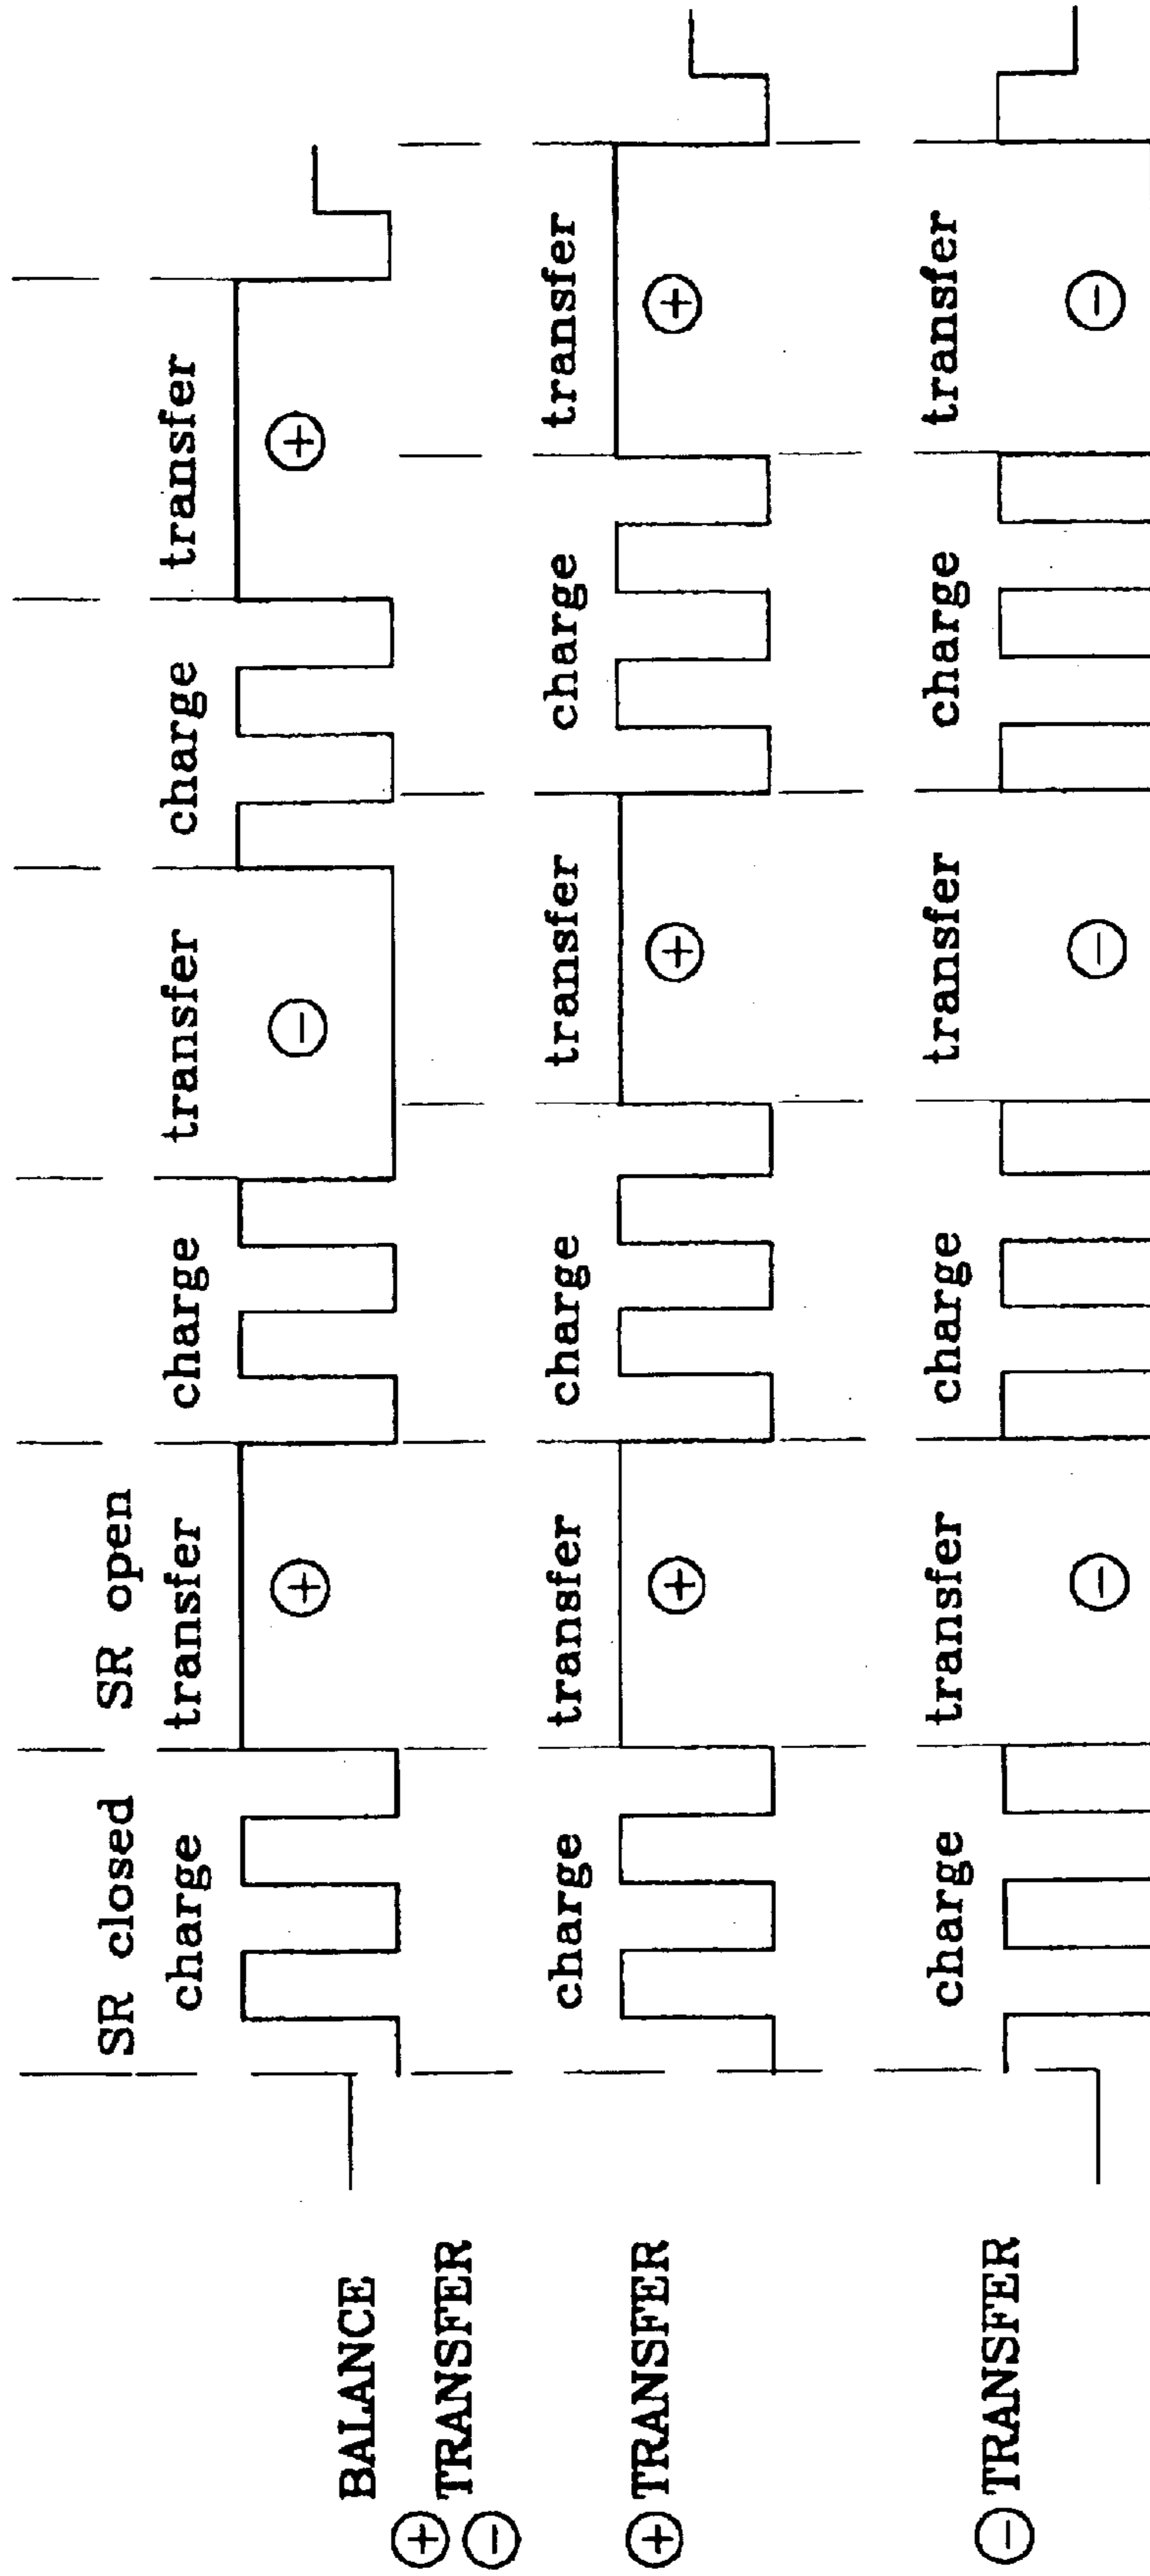 SR closed SR open
charge transfer charge transfer charge transfer
⊕ ⊖ ⊕
BALANCE
⊕ TRANSFER
⊖
charge transfer charge transfer charge transfer
⊕ TRANSFER
⊕ ⊕ ⊕
charge transfer charge transfer charge transfer
⊖ TRANSFER
⊖ ⊖ ⊖